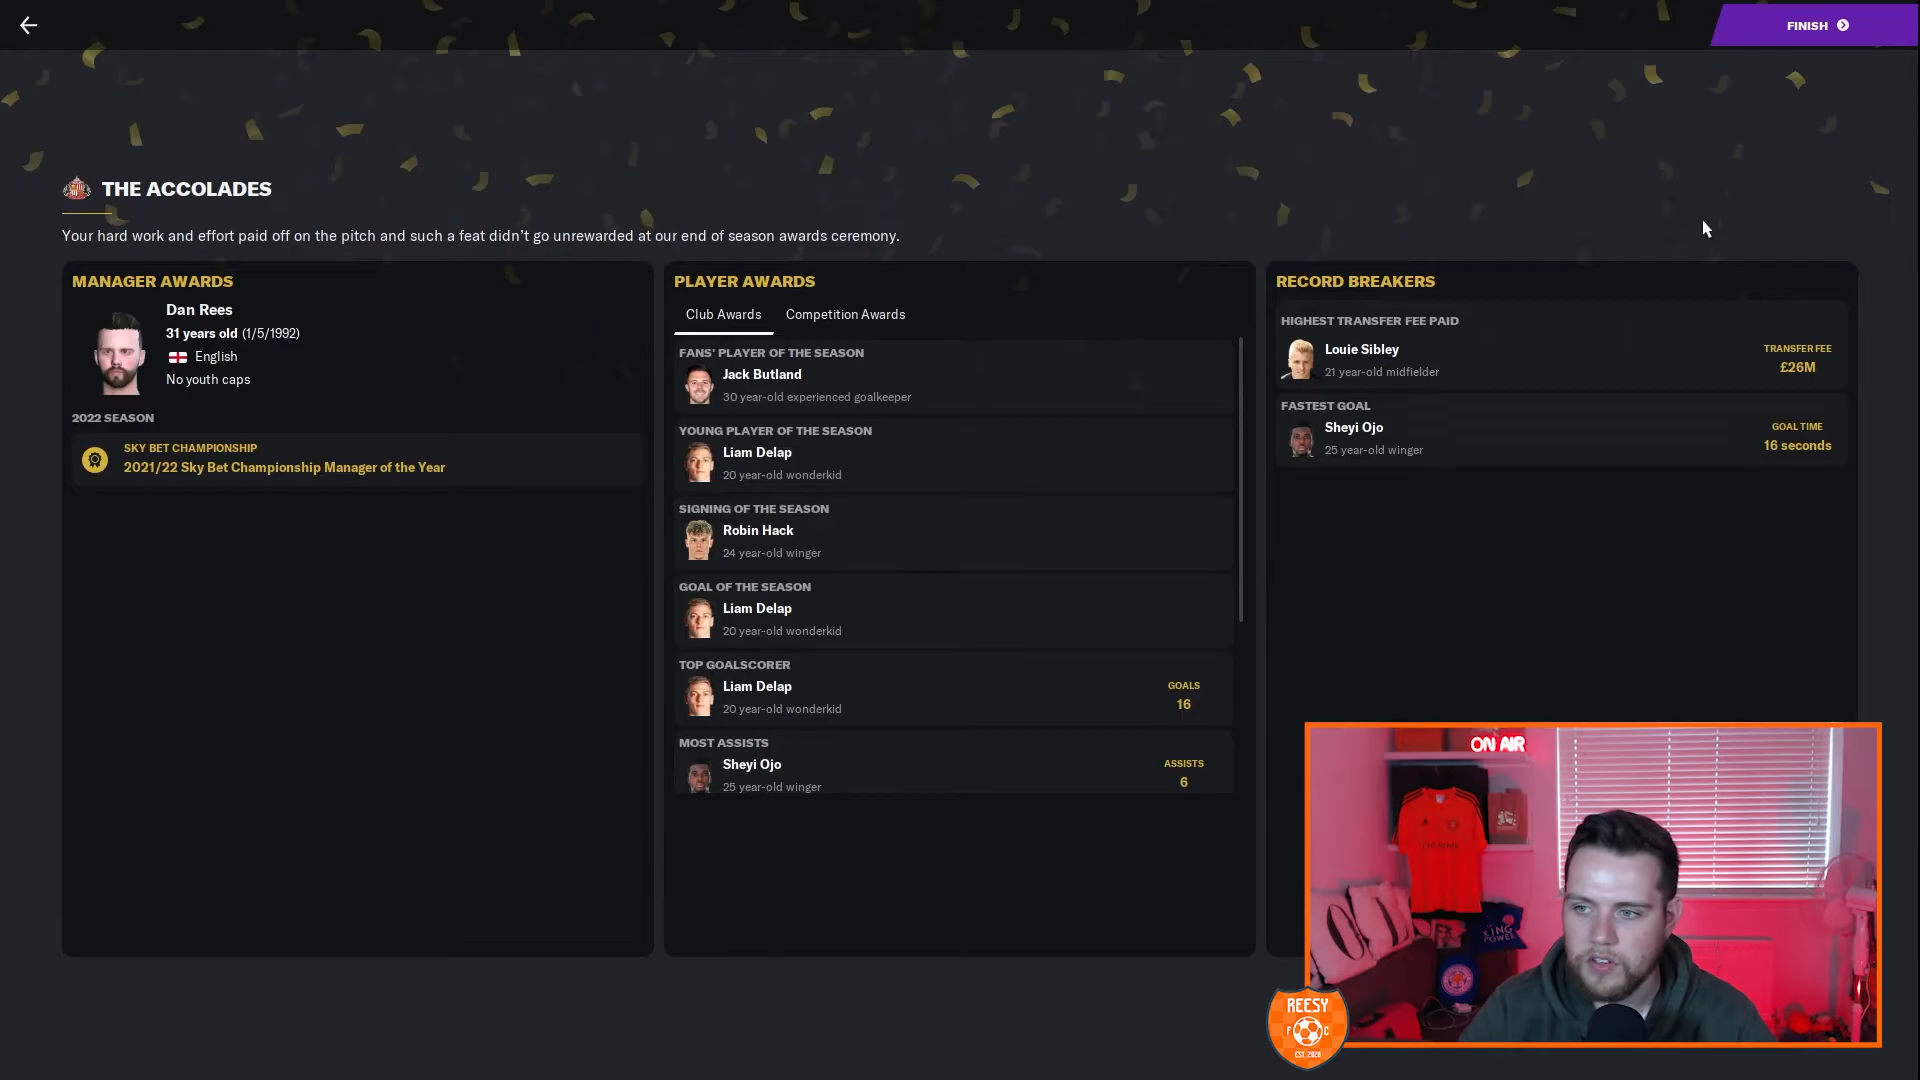 FINISH
THE ACCOLADES
Your hard work and effort paid off on the pitch and such a feat didn't go unrewarded at our end of season awards ceremony.
MANAGER AWARDS
Dan Rees
31 years old (1/5/1992)
English
No youth caps
2022 SEASON
SKY BET CHAMPIONSHIP
2021/22 Sky Bet Championship Manager of the Year
PLAYER AWARDS
Club Awards
Competition Awards
FANS' PLAYER OF THE SEASON
Jack Butland
30 year-old experienced goalkeeper
YOUNG PLAYER OF THE SEASON
Liam Delap
20 year-old wonderkid
SIGNING OF THE SEASON
Robin Hack
24 year-old winger
GOAL OF THE SEASON
Liam Delap
20 year-old wonderkid
TOP GOALSCORER
Liam Delap
20 year-old wonderkid
GOALS
16
MOST ASSISTS
Sheyi Ojo
25 year-old winger
ASSISTS
6
RECORD BREAKERS
HIGHEST TRANSFER FEE PAID
Louie Sibley
21 year-old midfielder
TRANSFER FEE
£26M
FASTEST GOAL
Sheyi Ojo
25 year-old winger
GOAL TIME
16 seconds
ON AIR
KING
POWER
REESY
F C
EST. 2020